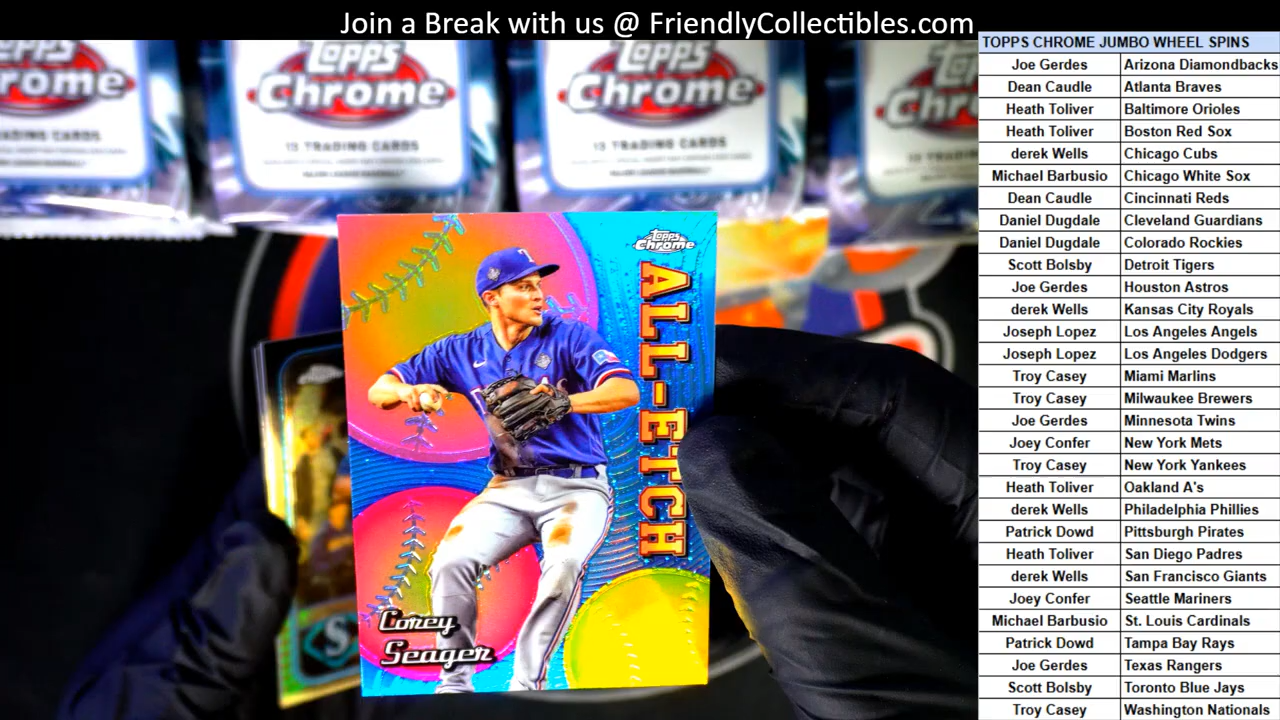 Join a Break with us @ FriendlyCollectibles.com
TOPPS CHROME JUMBO WHEEL SPINS
Joe Gerdes Arizona Diamondbacks
Dean Caudle Atlanta Braves
Heath Toliver Baltimore Orioles
Heath Toliver Boston Red Sox
derek Wells Chicago Cubs
Michael Barbusio Chicago White Sox
Dean Caudle Cincinnati Reds
Daniel Dugdale Cleveland Guardians
Daniel Dugdale Colorado Rockies
Scott Bolsby Detroit Tigers
Joe Gerdes Houston Astros
derek Wells Kansas City Royals
Joseph Lopez Los Angeles Angels
Joseph Lopez Los Angeles Dodgers
Troy Casey Miami Marlins
Troy Casey Milwaukee Brewers
Joe Gerdes Minnesota Twins
Joey Confer New York Mets
Troy Casey New York Yankees
Heath Toliver Oakland A's
derek Wells Philadelphia Phillies
Patrick Dowd Pittsburgh Pirates
Heath Toliver San Diego Padres
derek Wells San Francisco Giants
Joey Confer Seattle Mariners
Michael Barbusio St. Louis Cardinals
Patrick Dowd Tampa Bay Rays
Joe Gerdes Texas Rangers
Scott Bolsby Toronto Blue Jays
Troy Casey Washington Nationals
Topps
Chrome
TRADING CARDS
Topps
Chrome
13 TRADING CARDS
Topps
Chrome
13 TRADING CARDS
Topps
Chrome
ALL-ETCH
Corey
Seager